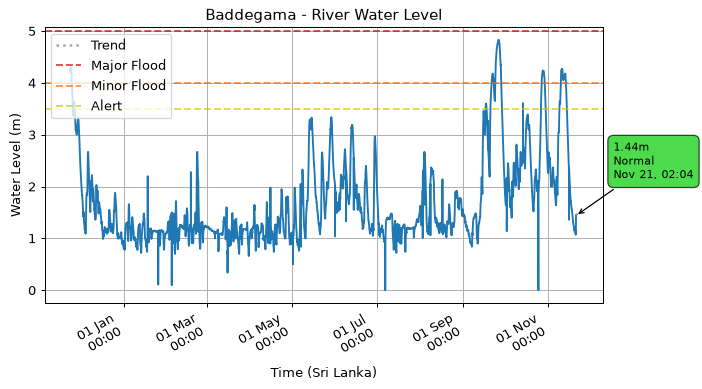 Baddegama - River Water Level
Trend
Major Flood
Minor Flood
Alert
Water Level (m)
5
4
3
2
1
0
1.44m
Normal
Nov 21, 02:04
01 Jan
00:00
01 Mar
00:00
01 May
00:00
01 Jul
00:00
01 Sep
00:00
01 Nov
00:00
Time (Sri Lanka)